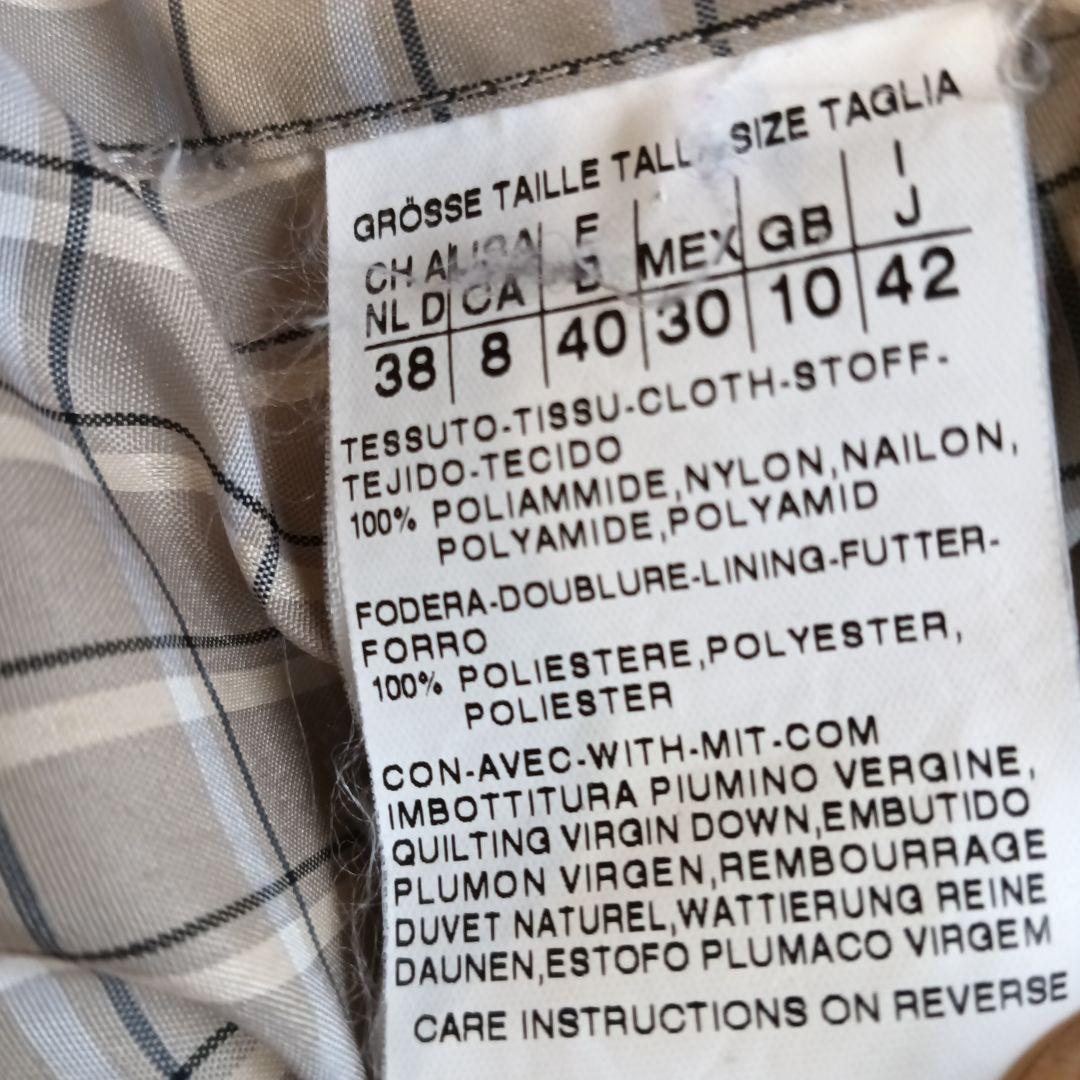 GRÖSSE TAILLE TALL SIZE TAGLIA
CH A USA E MEX GB I
NL D CA B J
38 8 40 30 10 42
TESSUTO-TISSU-CLOTH-STOFF-
TEJIDO-TECIDO
100% POLIAMMIDE,NYLON,NAILON,
POLYAMIDE,POLYAMID
FODERA-DOUBLURE-LINING-FUTTER-
FORRO
100% POLIESTERE,POLYESTER,
POLIESTER
CON-AVEC-WITH-MIT-COM
IMBOTTITURA PIUMINO VERGINE,
QUILTING VIRGIN DOWN,EMBUTIDO
PLUMON VIRGEN,REMBOURRAGE
DUVET NATUREL,WATTIERUNG REINE
DAUNEN,ESTOFO PLUMACO VIRGEM
CARE INSTRUCTIONS ON REVERSE